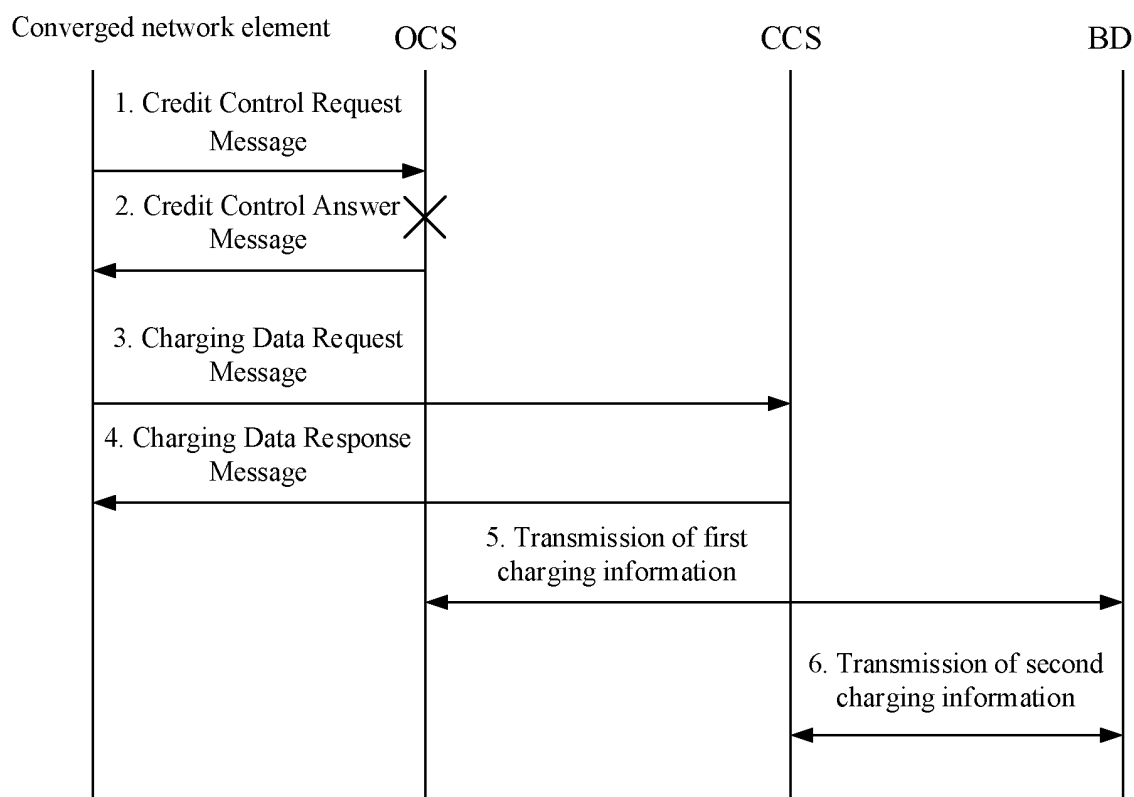 Converged network element
OCS
CCS
BD
1. Credit Control Request
Message
2. Credit Control Answer
Message
3. Charging Data Request
Message
4. Charging Data Response
Message
5. Transmission of first
charging information
6. Transmission of second
charging information